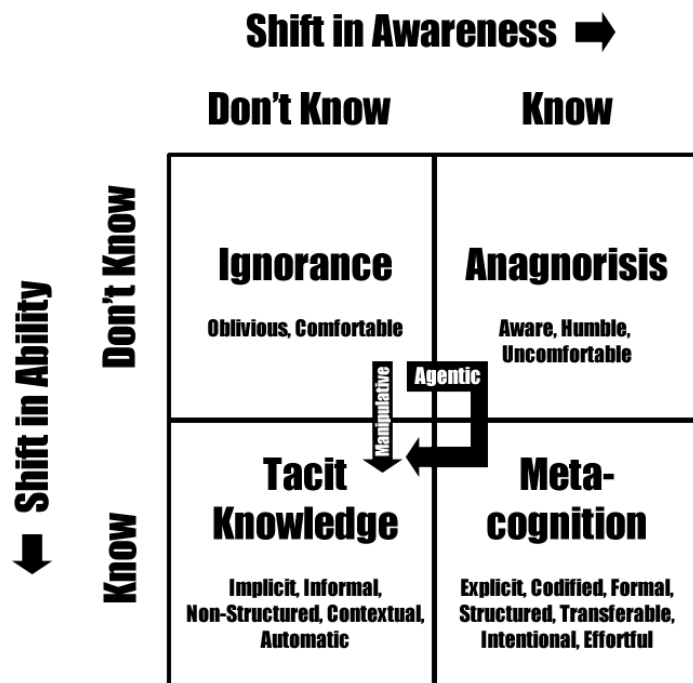 Shift in Awareness
Don't Know
Know
Shift in Ability
Don't Know
Ignorance
Oblivious, Comfortable
Anagnorisis
Aware, Humble,
Uncomfortable
Manipulative
Agentic
Know
Tacit
Knowledge
Implicit, Informal,
Non-Structured, Contextual,
Automatic
Meta-
cognition
Explicit, Codified, Formal,
Structured, Transferable,
Intentional, Effortful